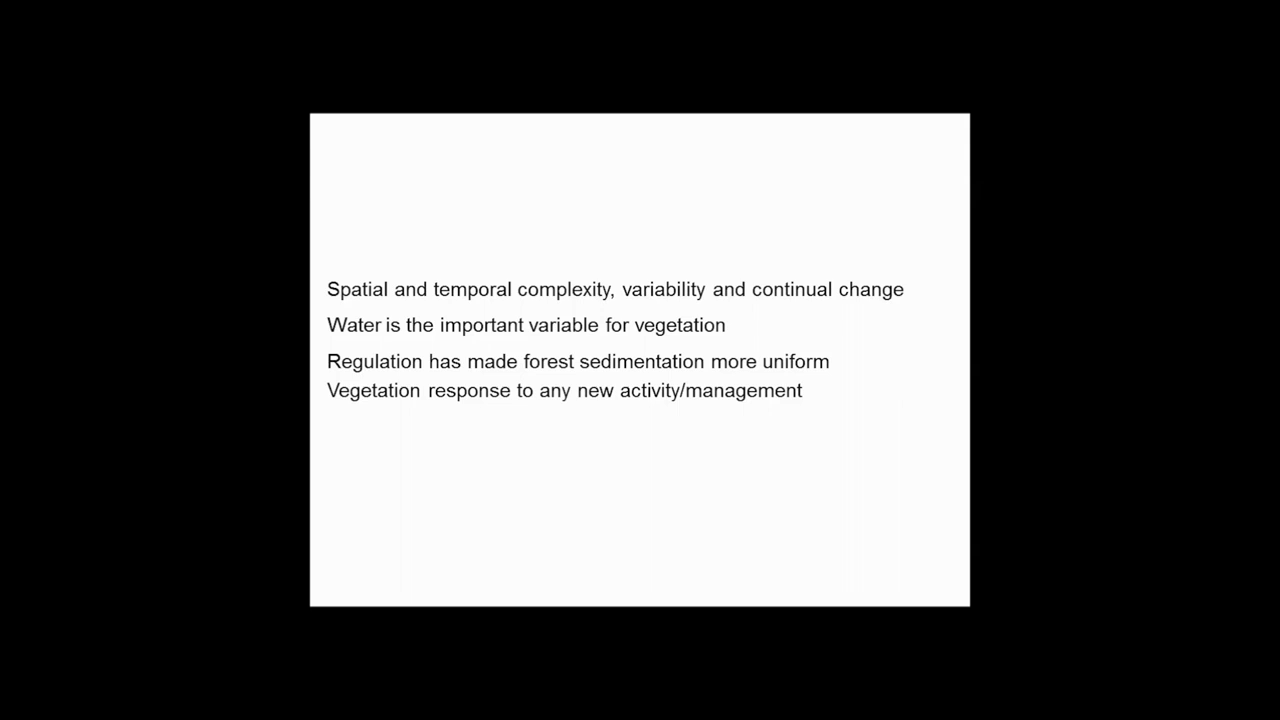 Spatial and temporal complexity, variability and continual change
Water is the important variable for vegetation
Regulation has made forest sedimentation more uniform
Vegetation response to any new activity/management